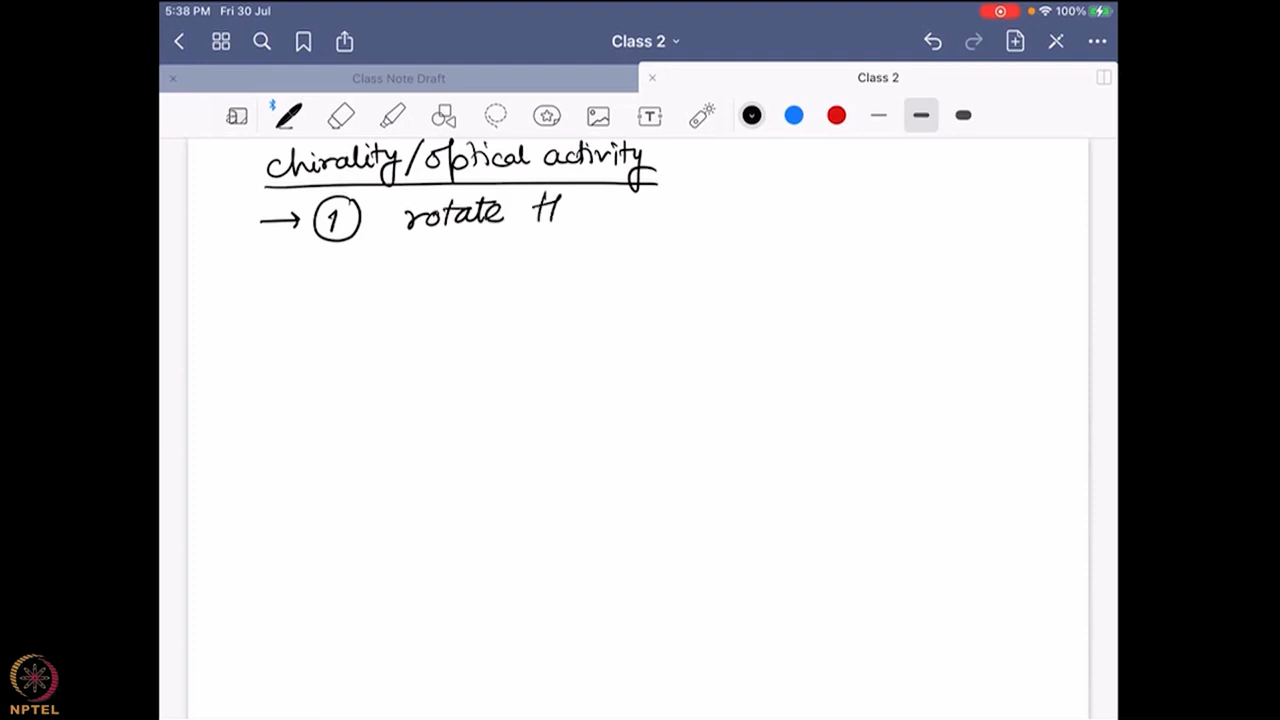 5:38 PM Fri 30 Jul 100%
Class 2
Class Note Draft Class 2
T
chirality/optical activity
→ 1 rotate H
NPTEL